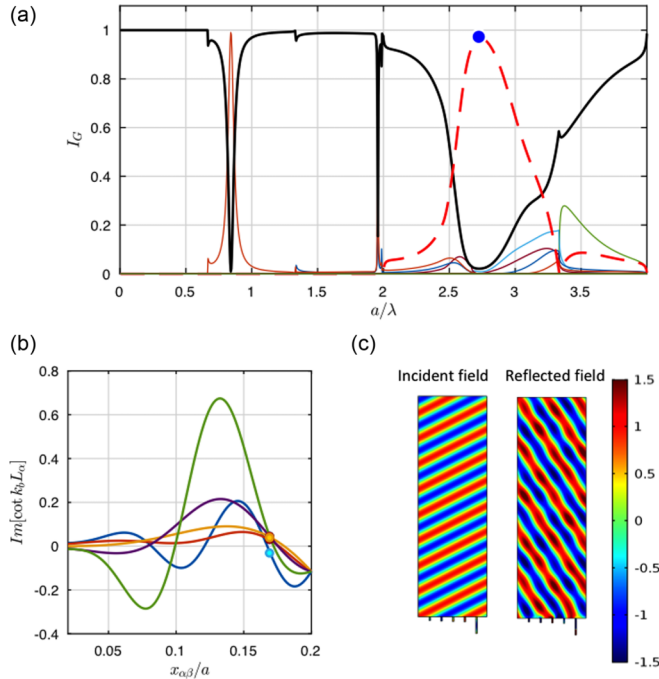 (a)
1
0.8
0.6
0.4
0.2
0
I_G
0 0.5 1 1.5 2 2.5 3 3.5
a/λ
(b)
0.8
0.6
0.4
0.2
0
-0.2
-0.4
Im[cot k_b L_α]
0.05 0.1 0.15 0.2
x_{αβ}/a
(c)
Incident field Reflected field
1.5
1
0.5
0
-0.5
-1
-1.5